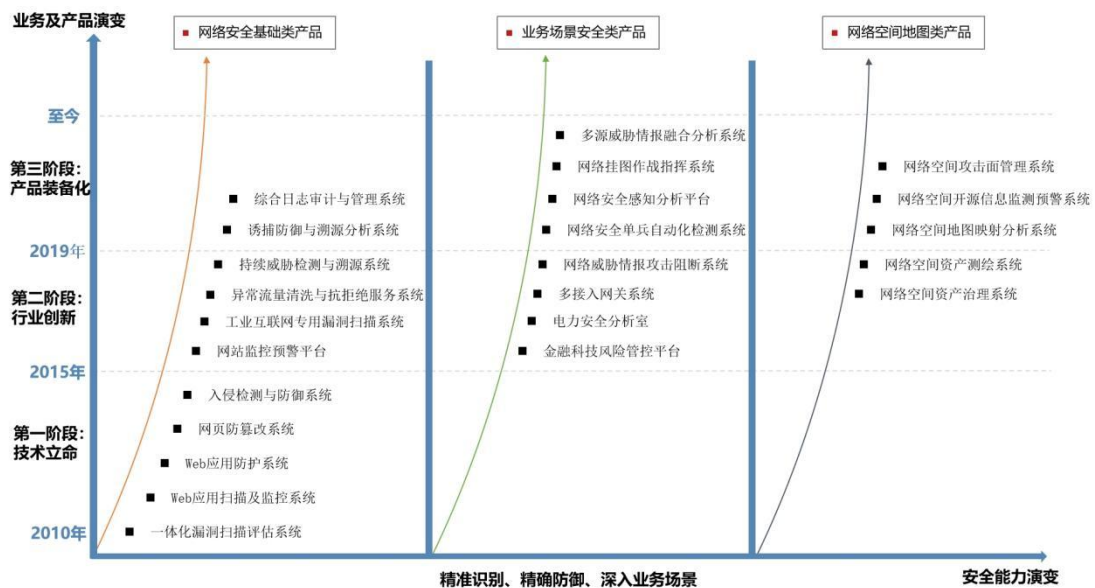 业务及产品演变
网络安全基础类产品
业务场景安全类产品
网络空间地图类产品
至今
第三阶段：
产品装备化
2019年
第二阶段：
行业创新
2015年
第一阶段：
技术立命
2010年
综合日志审计与管理系统
诱捕防御与溯源分析系统
持续威胁检测与溯源系统
异常流量清洗与抗拒绝服务系统
工业互联网专用漏洞扫描系统
网站监控预警平台
入侵检测与防御系统
网页防篡改系统
Web应用防护系统
Web应用扫描及监控系统
一体化漏洞扫描评估系统
多源威胁情报融合分析系统
网络挂图作战指挥系统
网络安全感知分析平台
网络安全单兵自动化检测系统
网络威胁情报攻击阻断系统
多接入网关系统
电力安全分析室
金融科技风险管控平台
网络空间攻击面管理系统
网络空间开源信息监测预警系统
网络空间地图映射分析系统
网络空间资产测绘系统
网络空间资产治理系统
精准识别、精确防御、深入业务场景
安全能力演变